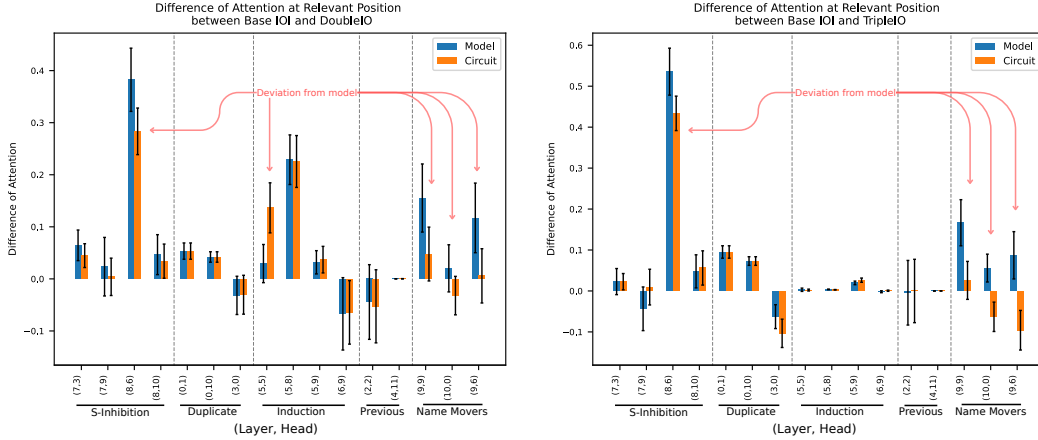 Difference of Attention at Relevant Position
between Base IOI and DoubleIO
Model
Circuit
Deviation from model
Difference of Attention
0.4
0.3
0.2
0.1
0.0
−0.1
(7,3)
(7,9)
(8,6)
(8,10)
(0,1)
(0,10)
(3,0)
(5,5)
(5,8)
(5,9)
(6,9)
(2,2)
(4,11)
(9,9)
(10,0)
(9,6)
S-Inhibition
Duplicate
Induction
Previous
Name Movers
(Layer, Head)
Difference of Attention at Relevant Position
between Base IOI and TripleIO
Model
Circuit
Deviation from model
Difference of Attention
0.6
0.5
0.4
0.3
0.2
0.1
0.0
−0.1
(7,3)
(7,9)
(8,6)
(8,10)
(0,1)
(0,10)
(3,0)
(5,5)
(5,8)
(5,9)
(6,9)
(2,2)
(4,11)
(9,9)
(10,0)
(9,6)
S-Inhibition
Duplicate
Induction
Previous
Name Movers
(Layer, Head)